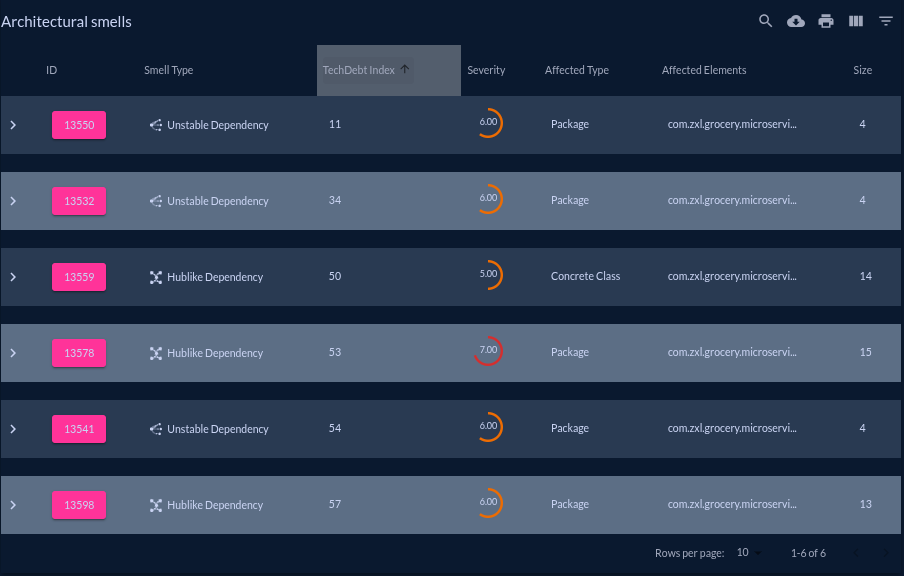 Architectural smells
ID Smell Type TechDebt Index Severity Affected Type Affected Elements Size
13550 Unstable Dependency 11 6.00 Package com.zxl.grocery.microservi... 4
13532 Unstable Dependency 34 6.00 Package com.zxl.grocery.microservi... 4
13559 Hublike Dependency 50 5.00 Concrete Class com.zxl.grocery.microservi... 14
13578 Hublike Dependency 53 7.00 Package com.zxl.grocery.microservi... 15
13541 Unstable Dependency 54 6.00 Package com.zxl.grocery.microservi... 4
13598 Hublike Dependency 57 6.00 Package com.zxl.grocery.microservi... 13
Rows per page: 10 1-6 of 6